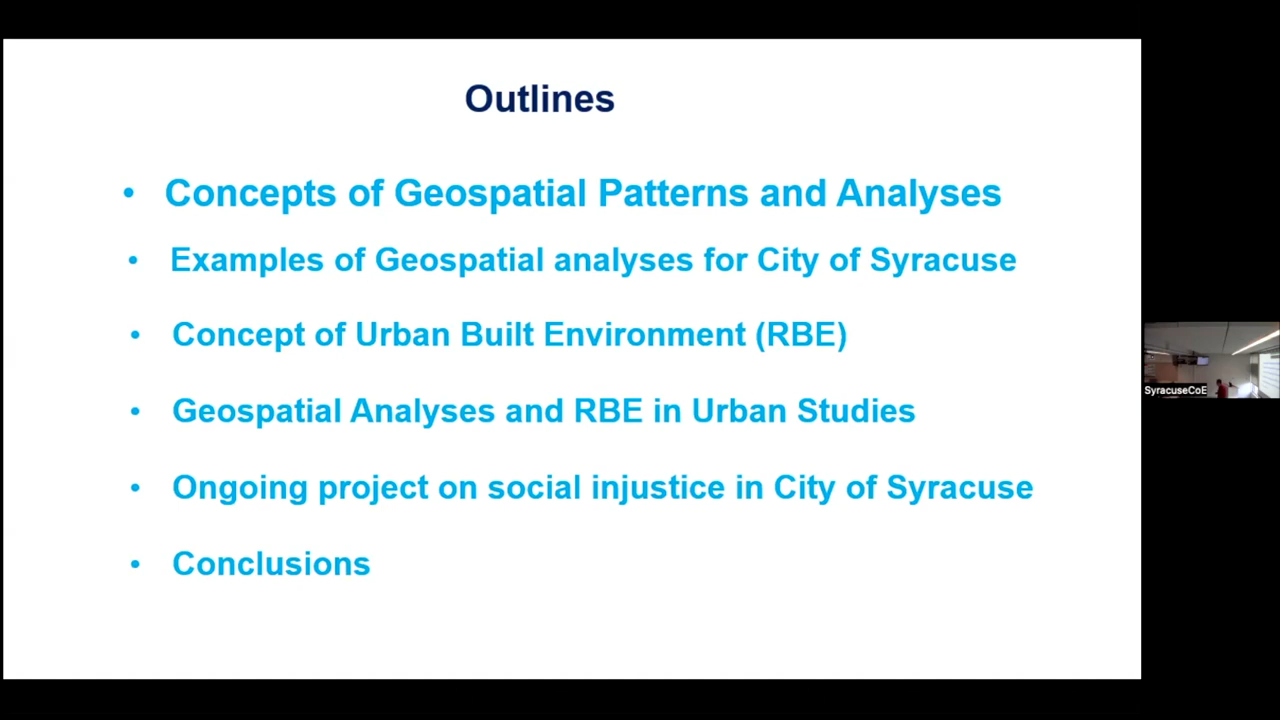 Outlines
• Concepts of Geospatial Patterns and Analyses
• Examples of Geospatial analyses for City of Syracuse
• Concept of Urban Built Environment (RBE)
• Geospatial Analyses and RBE in Urban Studies
• Ongoing project on social injustice in City of Syracuse
• Conclusions
SyracuseCoE